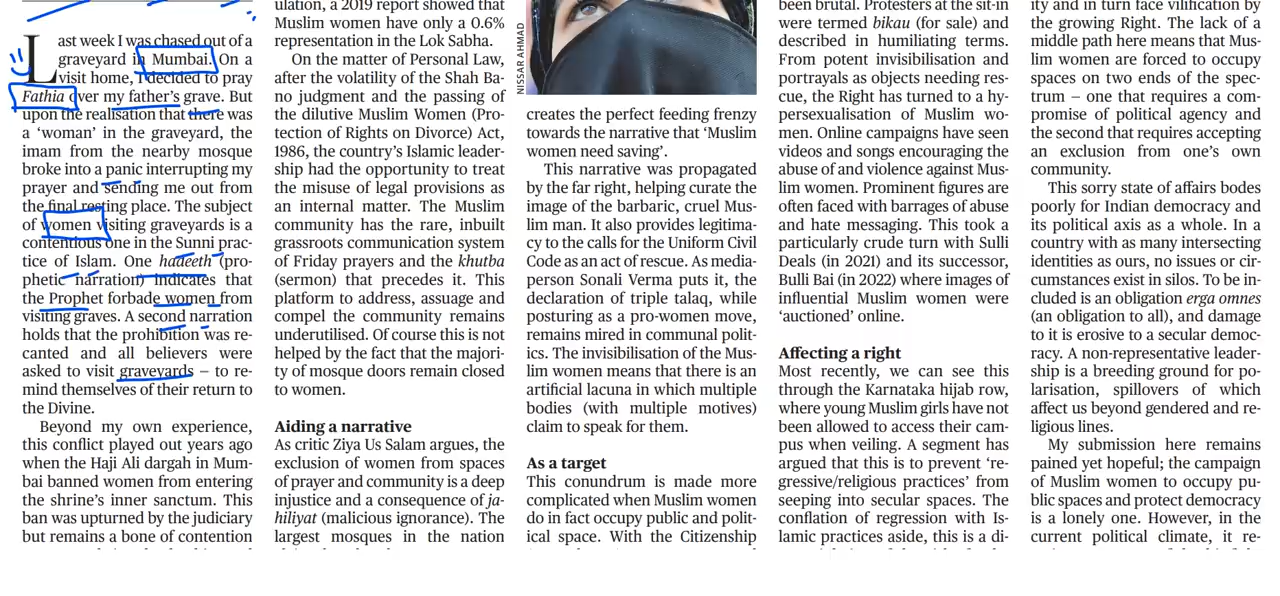 Last week I was chased out of a
graveyard in Mumbai. On a
visit home, I decided to pray
Fathia over my father's grave. But
upon the realisation that there was
a ‘woman’ in the graveyard, the
imam from the nearby mosque
broke into a panic interrupting my
prayer and sending me out from
the final resting place. The subject
of women visiting graveyards is a
contentious one in the Sunni prac-
tice of Islam. One hadeeth (pro-
phetic narration) indicates that
the Prophet forbade women from
visiting graves. A second narration
holds that the prohibition was re-
canted and all believers were
asked to visit graveyards – to re-
mind themselves of their return to
the Divine.
Beyond my own experience,
this conflict played out years ago
when the Haji Ali dargah in Mum-
bai banned women from entering
the shrine's inner sanctum. This
ban was upturned by the judiciary
but remains a bone of contention
ulation, a 2019 report showed that
Muslim women have only a 0.6%
representation in the Lok Sabha.
On the matter of Personal Law,
after the volatility of the Shah Ba-
no judgment and the passing of
the dilutive Muslim Women (Pro-
tection of Rights on Divorce) Act,
1986, the country's Islamic leader-
ship had the opportunity to treat
the misuse of legal provisions as
an internal matter. The Muslim
community has the rare, inbuilt
grassroots communication system
of Friday prayers and the khutba
(sermon) that precedes it. This
platform to address, assuage and
compel the community remains
underutilised. Of course this is not
helped by the fact that the majori-
ty of mosque doors remain closed
to women.
Aiding a narrative
As critic Ziya Us Salam argues, the
exclusion of women from spaces
of prayer and community is a deep
injustice and a consequence of ja-
hiliyat (malicious ignorance). The
largest mosques in the nation
NISSAR AHMAD
creates the perfect feeding frenzy
towards the narrative that ‘Muslim
women need saving’.
This narrative was propagated
by the far right, helping curate the
image of the barbaric, cruel Mus-
lim man. It also provides legitima-
cy to the calls for the Uniform Civil
Code as an act of rescue. As media-
person Sonali Verma puts it, the
declaration of triple talaq, while
posturing as a pro-women move,
remains mired in communal polit-
ics. The invisibilisation of the Mus-
lim women means that there is an
artificial lacuna in which multiple
bodies (with multiple motives)
claim to speak for them.
As a target
This conundrum is made more
complicated when Muslim women
do in fact occupy public and polit-
ical space. With the Citizenship
been brutal. Protesters at the sit-in
were termed bikau (for sale) and
described in humiliating terms.
From potent invisibilisation and
portrayals as objects needing res-
cue, the Right has turned to a hy-
persexualisation of Muslim wo-
men. Online campaigns have seen
videos and songs encouraging the
abuse of and violence against Mus-
lim women. Prominent figures are
often faced with barrages of abuse
and hate messaging. This took a
particularly crude turn with Sulli
Deals (in 2021) and its successor,
Bulli Bai (in 2022) where images of
influential Muslim women were
‘auctioned’ online.
Affecting a right
Most recently, we can see this
through the Karnataka hijab row,
where young Muslim girls have not
been allowed to access their cam-
pus when veiling. A segment has
argued that this is to prevent ‘re-
gressive/religious practices’ from
seeping into secular spaces. The
conflation of regression with Is-
lamic practices aside, this is a di-
ity and in turn face vilification by
the growing Right. The lack of a
middle path here means that Mus-
lim women are forced to occupy
spaces on two ends of the spec-
trum – one that requires a com-
promise of political agency and
the second that requires accepting
an exclusion from one's own
community.
This sorry state of affairs bodes
poorly for Indian democracy and
its political axis as a whole. In a
country with as many intersecting
identities as ours, no issues or cir-
cumstances exist in silos. To be in-
cluded is an obligation erga omnes
(an obligation to all), and damage
to it is erosive to a secular democ-
racy. A non-representative leader-
ship is a breeding ground for po-
larisation, spillovers of which
affect us beyond gendered and re-
ligious lines.
My submission here remains
pained yet hopeful; the campaign
of Muslim women to occupy pu-
blic spaces and protect democracy
is a lonely one. However, in the
current political climate, it re-